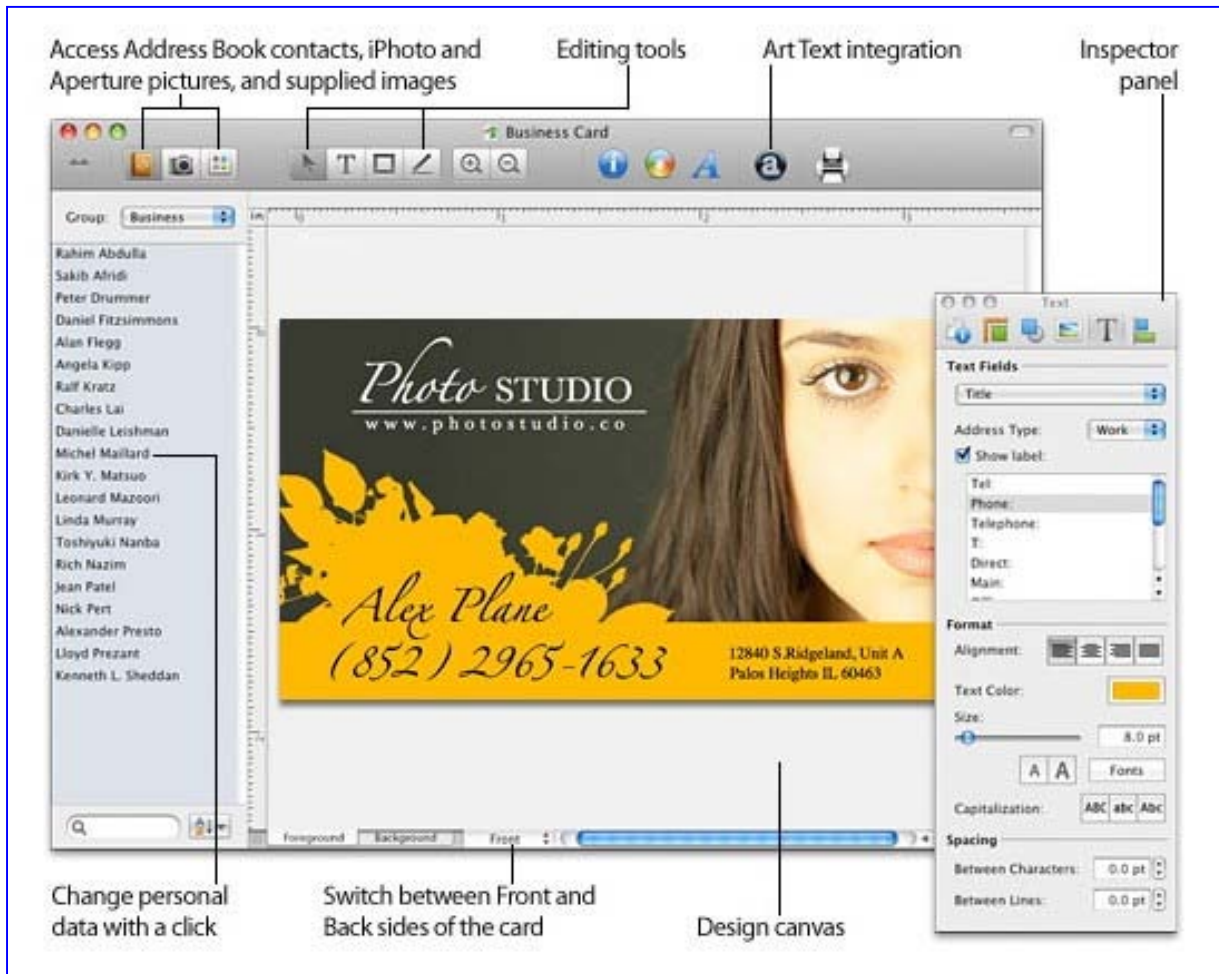 Access Address Book contacts, iPhoto and
Aperture pictures, and supplied images
Editing tools
Art Text integration
Inspector
panel
Business Card
T
i
A
a
Group: Business
in
0
1
2
3
Rahim Abdulla
Sakib Afridi
Peter Drummer
Daniel Fitzsimmons
Alan Flegg
Angela Kipp
Ralf Kratz
Charles Lai
Danielle Leishman
Michel Maillard
Kirk Y. Matsuo
Leonard Mazoori
Linda Murray
Toshiyuki Nanba
Rich Nazim
Jean Patel
Nick Pert
Alexander Presto
Lloyd Prezant
Kenneth L. Sheddan
Photo STUDIO
www.photostudio.co
Alex Plane
(852) 2965-1633
12840 S.Ridgeland, Unit A
Palos Heights IL 60463
Foreground Background Front
Text
T
Text Fields
Title
Address Type: Work
Show label:
Tel
Phone:
Telephone:
T:
Direct:
Main:
Format
Alignment:
Text Color:
Size:
8.0 pt
A A Fonts
Capitalization: ABC abc Abc
Spacing
Between Characters: 0.0 pt
Between Lines: 0.0 pt
Change personal
data with a click
Switch between Front and
Back sides of the card
Design canvas